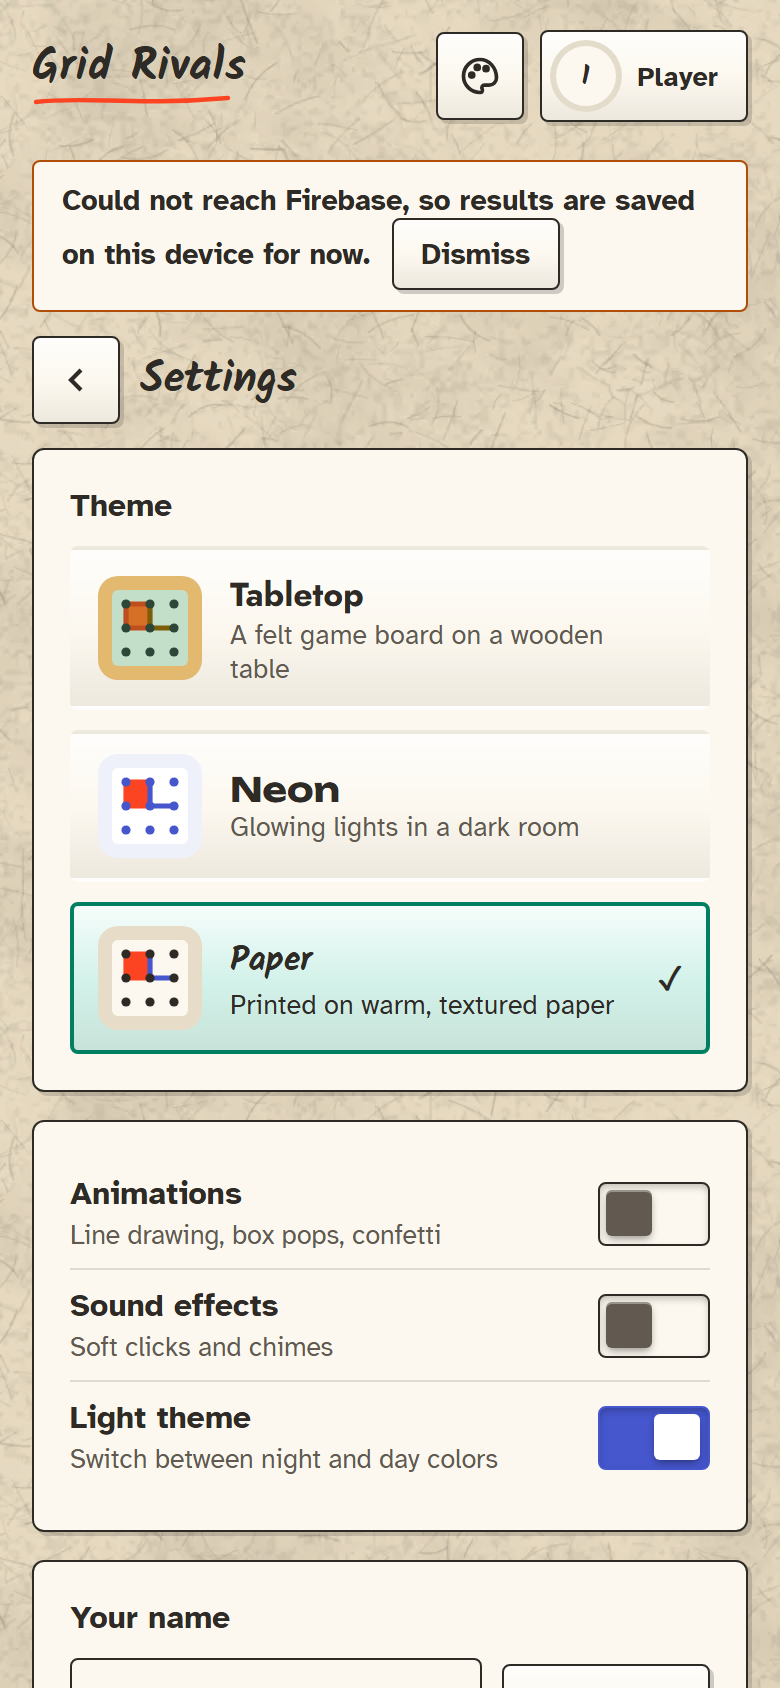 Grid Rivals
1
Player
Could not reach Firebase, so results are saved
on this device for now.
Dismiss
Settings
Theme
Tabletop
A felt game board on a wooden
table
Neon
Glowing lights in a dark room
Paper
Printed on warm, textured paper
Animations
Line drawing, box pops, confetti
Sound effects
Soft clicks and chimes
Light theme
Switch between night and day colors
Your name